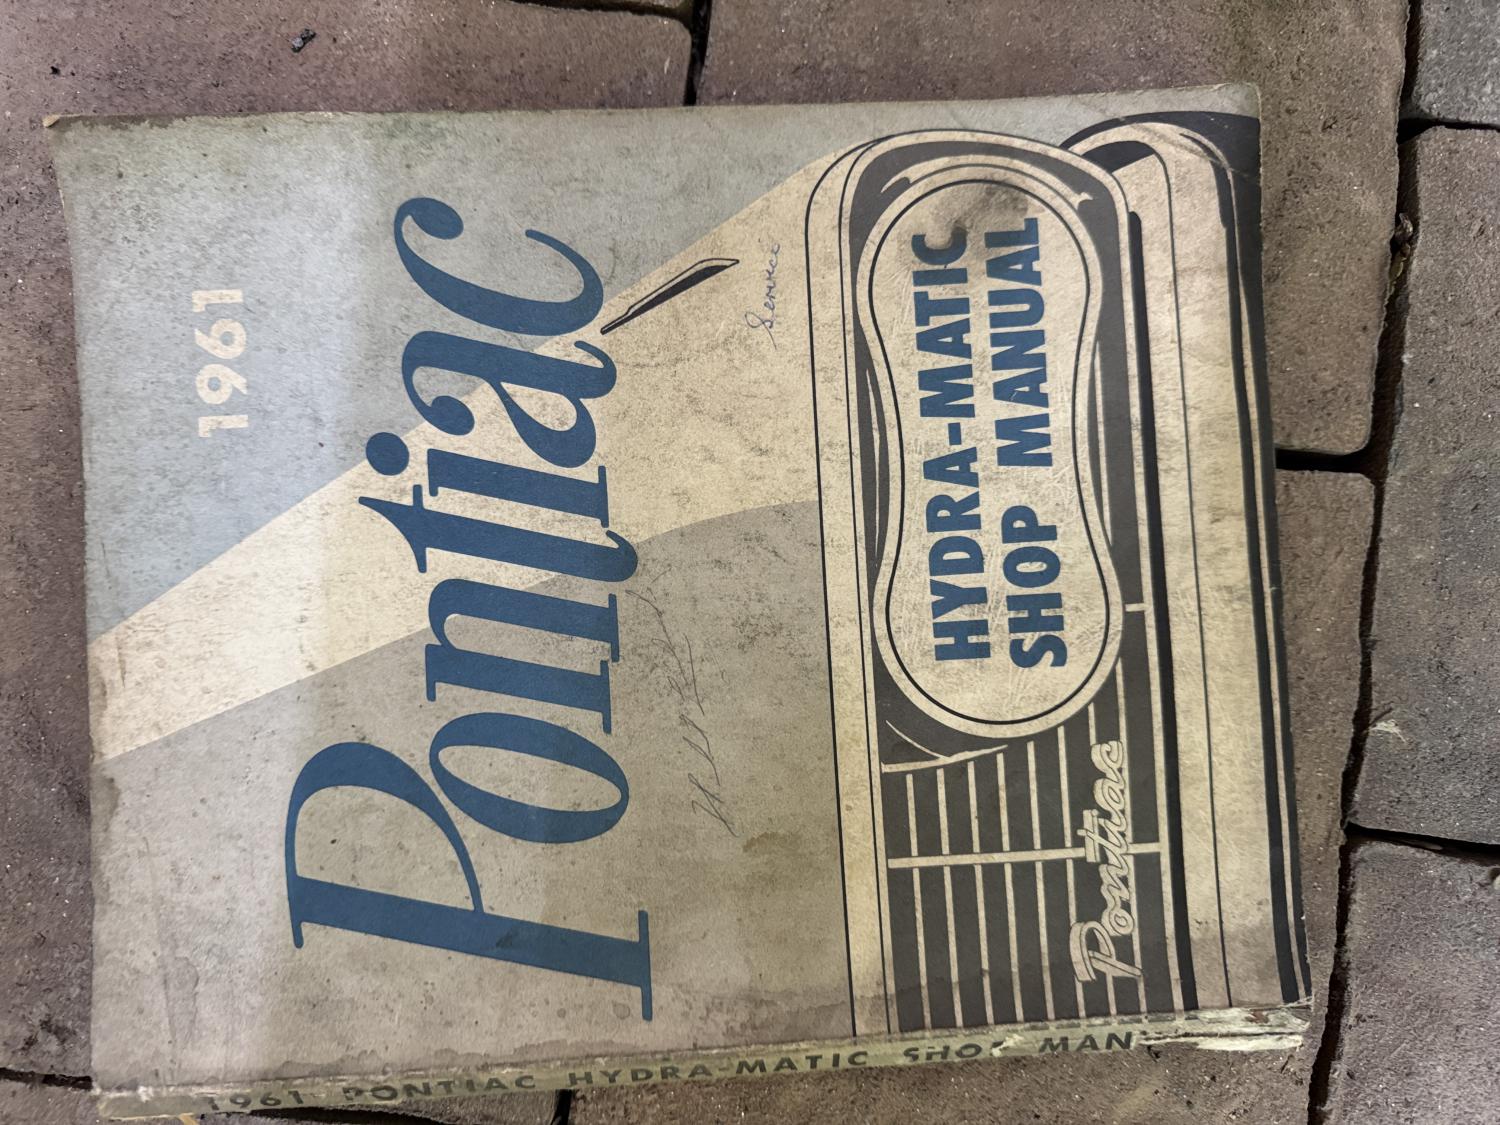 1961
Pontiac
Service
HYDRA-MATIC
SHOP MANUAL
Pontiac
1961 PONTIAC HYDRA-MATIC SHOP MAN